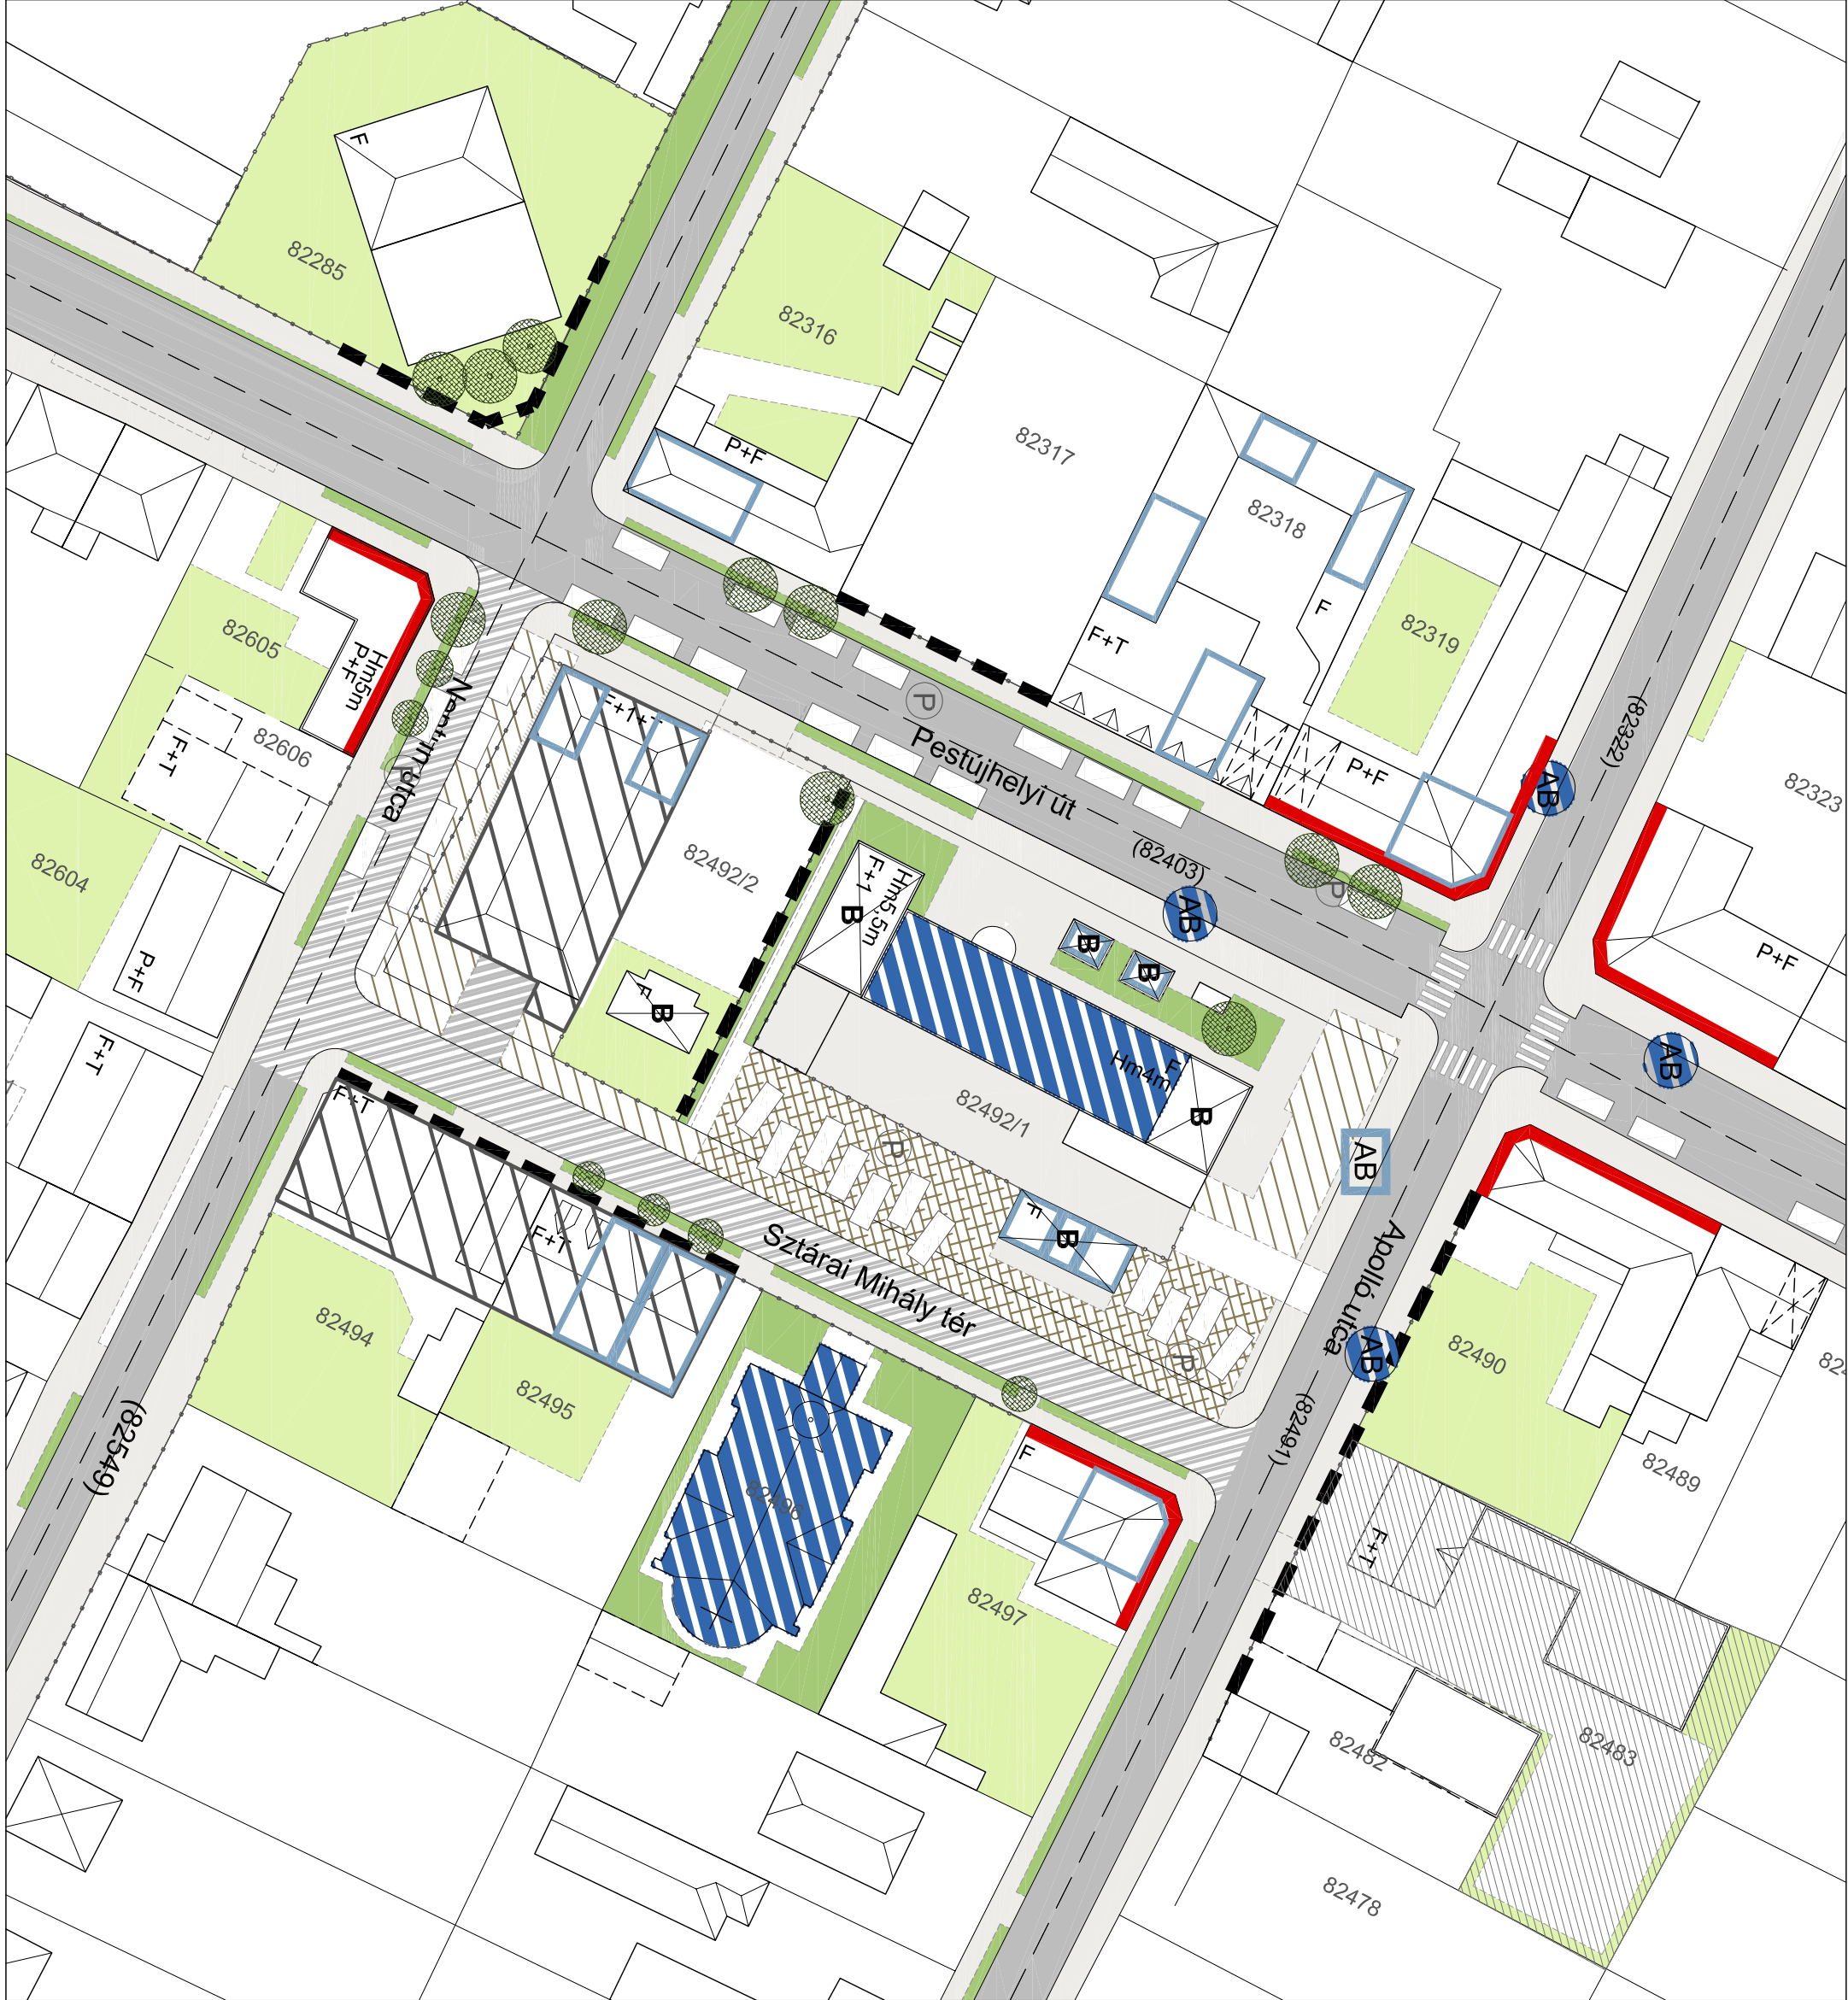 F
82285
82316
P+F
82317
82318
F
F+T
82319
P+F
AB
(82322)
82323
P+F
AB
82605
Hm5m
P+F
82606
F+T
82604
P+F
F+T
utca
P
F+1+T
82492/2
P
Pestújhelyi út
(82403)
AB
P
Hm5,5m
F+1
B
B
B
F
B
F
Hm4m
B
82492/1
P
F
B
P
AB
Apolló utca
AB
(82491)
Sztárai Mihály tér
F+T
F+T
82494
82495
82496
F
82497
(82549)
82490
82489
F+T
82483
82482
82478